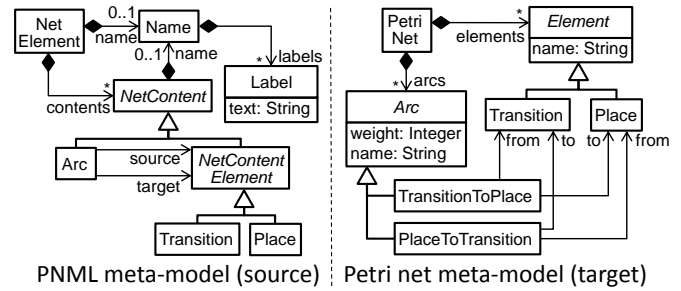 Net
Element
0..1
name
Name
0..1
name
*
labels
Label
text: String
contents
*
NetContent
Arc
source
target
NetContent
Element
Transition
Place
PNML meta-model (source)
Petri
Net
elements
*
Element
name: String
*
arcs
Arc
weight: Integer
name: String
Transition
Place
from
to
to
from
TransitionToPlace
PlaceToTransition
Petri net meta-model (target)